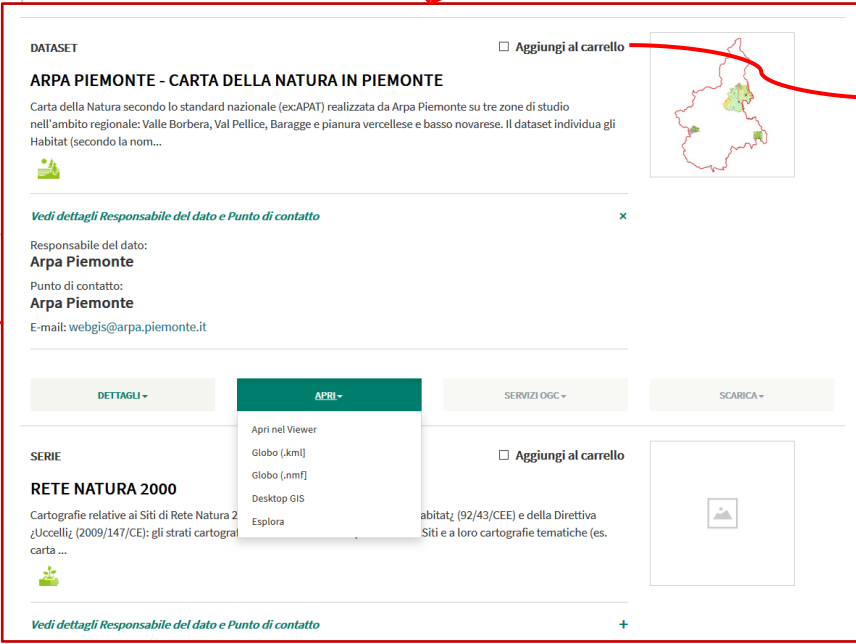 DATASET
Aggiungi al carrello
ARPA PIEMONTE - CARTA DELLA NATURA IN PIEMONTE
Carta della Natura secondo lo standard nazionale (ex:APAT) realizzata da Arpa Piemonte su tre zone di studio
nell'ambito regionale: Valle Borbera, Val Pellice, Baragge e pianura vercellese e basso novarese. Il dataset individua gli
Habitat (secondo la nom...
Vedi dettagli Responsabile del dato e Punto di contatto ×
Responsabile del dato:
Arpa Piemonte
Punto di contatto:
Arpa Piemonte
E-mail: webgis@arpa.piemonte.it
DETTAGLI APRI SERVIZI OGC SCARICA
Apri nel Viewer
Globo (.kml]
Globo (.nmf]
Desktop GIS
Esplora
SERIE
Aggiungi al carrello
RETE NATURA 2000
Cartografie relative ai Siti di Rete Natura 2 abitat¿ (92/43/CEE) e della Direttiva
¿Uccelli¿ (2009/147/CE): gli strati cartograf Siti e a loro cartografie tematiche (es.
carta ...
Vedi dettagli Responsabile del dato e Punto di contatto +